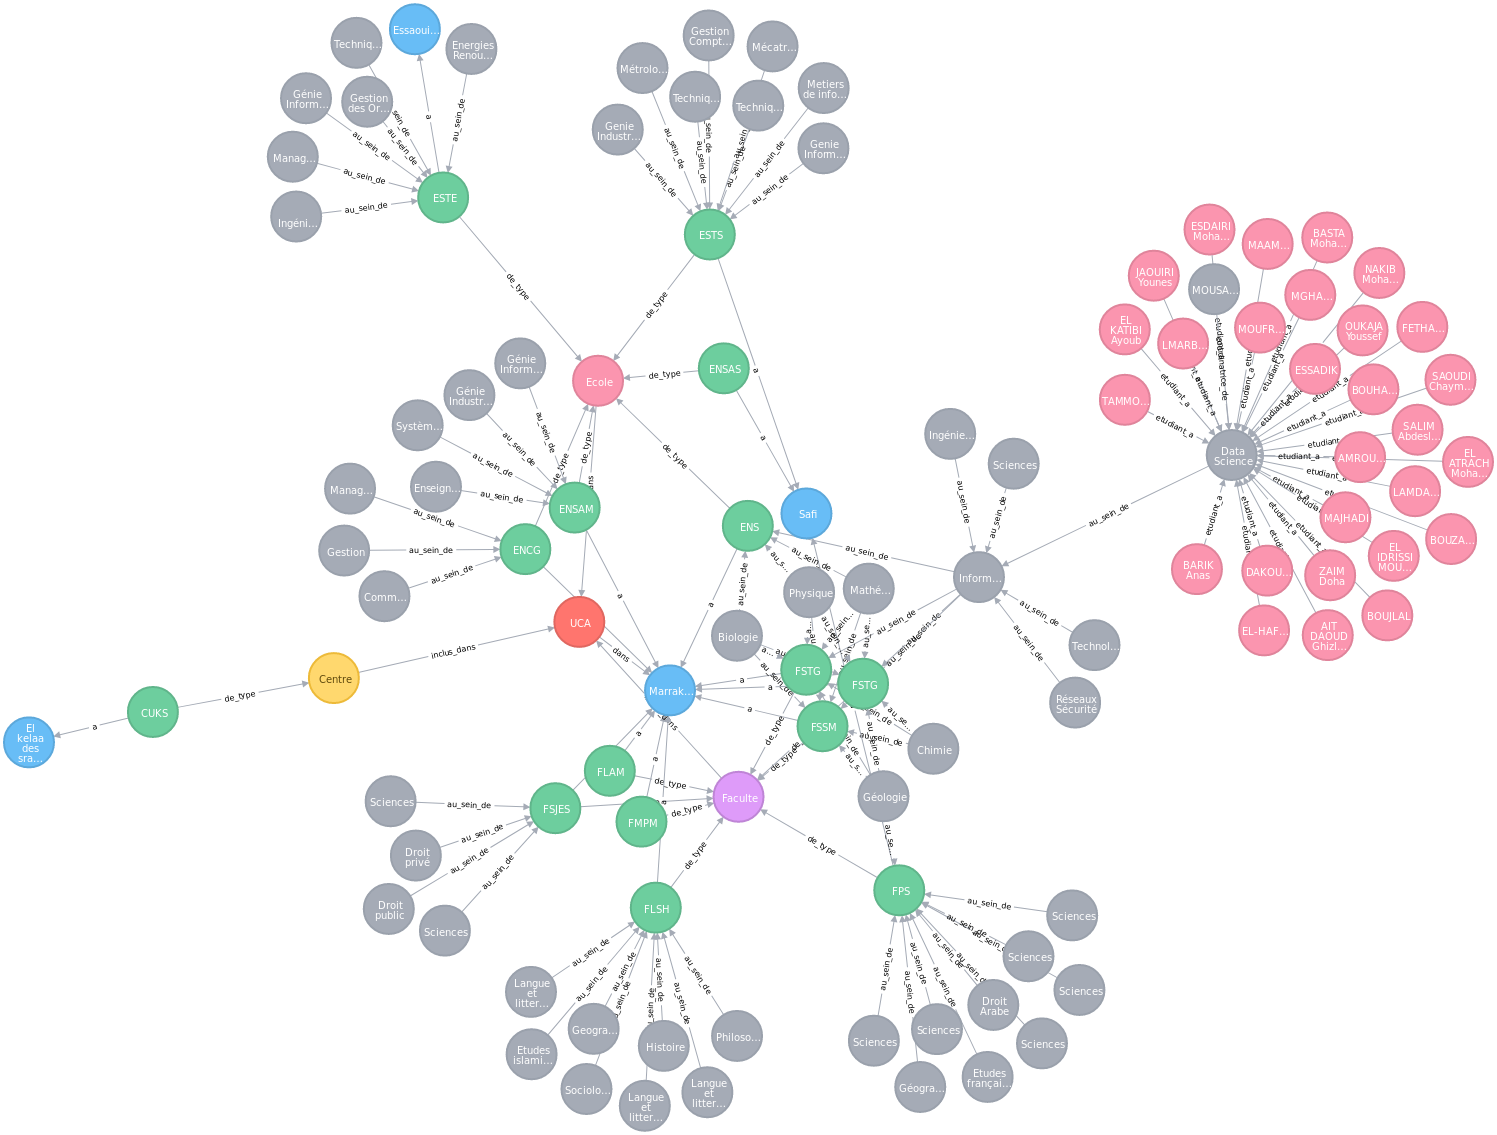 Essaoui...
Techniq...
Energies
Renou...
Génie
Inform...
Gestion
des Or...
Manag...
Ingéni...
ESTE
sein_de
au_sein_de
au_sein_de
au_sein_de
au_sein_de
au_sein_de
a
Gestion
Compt...
Mécatr...
Métrolo...
Techniq...
Techniq...
Metiers
de info...
Genie
Industr...
Genie
Inform...
ESTS
au_sein_de
au_sein_de
au_sein_de
au_sein_de
au_sein_de
au_sein_de
de_type
de_type
a
ESDAIRI
Moha...
MAAM...
BASTA
Moha...
JAOUIRI
Younes
MOUSA...
MGHA...
NAKIB
Moha...
EL
KATIBI
Ayoub
LMARB...
MOUFR...
OUKAJA
Youssef
FETHA...
ESSADIK
BOUHA...
SAOUDI
Chaym...
TAMMO...
SALIM
Abdesl...
AMROU...
EL
ATRACH
Moha...
LAMDA...
Data
Science
etudiant_a
etudiant_a
etudiant_a
etudiant_a
etudiant_a
MAJHADI
BOUZA...
EL
IDRISSI
MOU...
BARIK
Anas
DAKOU...
ZAIM
Doha
BOUJLAL
EL-HAF...
AIT
DAOUD
Ghizl...
Ecole
ENSAS
de_type
a
Génie
Inform...
Génie
Industr...
Systèm...
Enseign...
ENSAM
au_sein_de
au_sein_de
au_sein_de
au_sein_de
de_type
de_type
de_type
Manag...
Gestion
Comm...
ENCG
au_sein_de
au_sein_de
au_sein_de
Safi
ENS
Ingénie...
Sciences
Inform...
au_sein_de
au_sein_de
au_sein_de
au_sein_de
Technol...
Réseaux
Sécurité
au_sein_de
au_sein_de
au_sein_de
au_sein_de
Physique
Mathé...
Biologie
au_sein_de
au_sein_de
FSTG
FSTG
FSSM
Chimie
Géologie
au_sein_de
au_sein_de
au_sein_de
UCA
dans
a
a
Marrak...
a
a
a
Centre
inclus_dans
CUKS
de_type
a
El
kelaa
des
sra...
FLAM
a
de_type
FSJES
FMPM
a
de_type
Faculte
de_type
de_type
Sciences
Droit
privé
Droit
public
Sciences
au_sein_de
au_sein_de
au_sein_de
au_sein_de
FLSH
de_type
Langue
et
litter...
Etudes
islami...
Geogra...
Sociolo...
Histoire
Langue
et
litter...
Langue
et
litter...
Philoso...
au_sein_de
au_sein_de
au_sein_de
au_sein_de
au_sein_de
FPS
de_type
Sciences
Sciences
Sciences
Droit
Arabe
Sciences
Sciences
Sciences
Etudes
françai...
Géogra...
au_sein_de
au_sein_de
au_sein_de
au_sein_de
au_sein_de